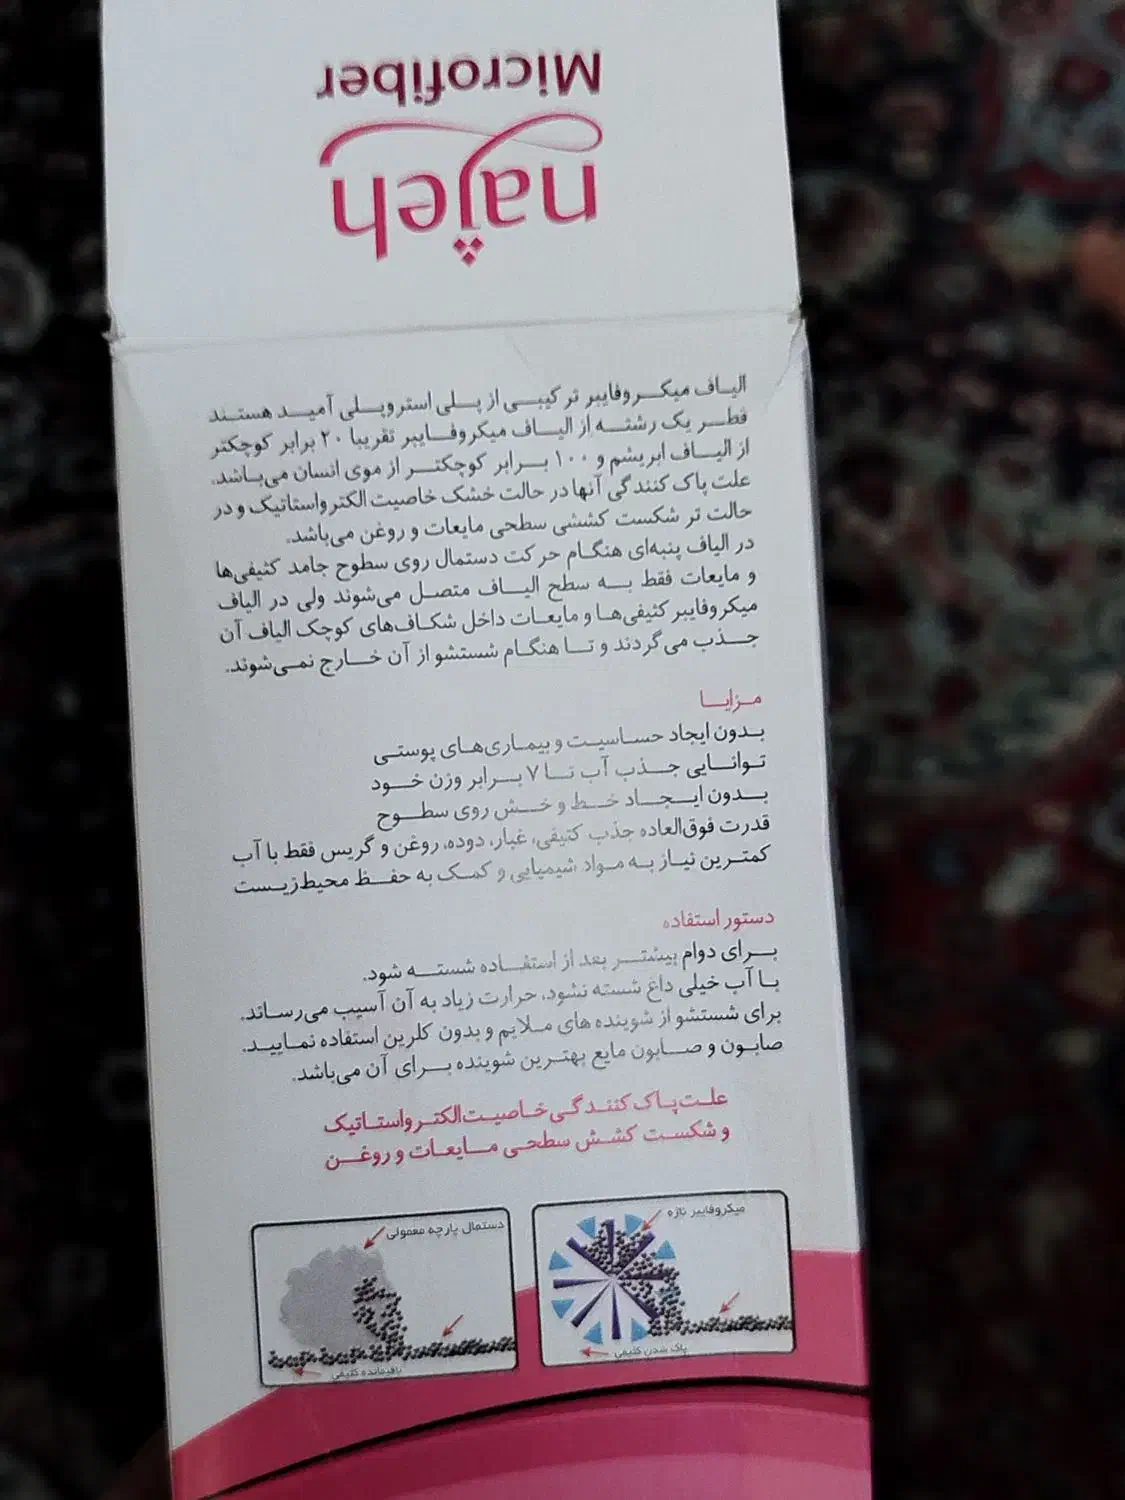 najeh
Microfiber
الیاف میکروفایبر ترکیبی از پلی استروپلی آمید هستند
قطر یک رشته از الیاف میکروفایبر تقریبا ۲۰ برابر کوچکتر
از الیاف ابریشم و ۱۰۰ برابر کوچکتر از موی انسان می‌باشد.
علت پاک کنندگی آنها در حالت خشک خاصیت الکترواستاتیک و در
حالت تر شکست کششی سطحی مایعات و روغن می‌باشد.
در الیاف پنبه‌ای هنگام حرکت دستمال روی سطوح جامد کثیفی‌ها
و مایعات فقط به سطح الیاف متصل می‌شوند ولی در الیاف
میکروفایبر کثیفی‌ها و مایعات داخل شکاف‌های کوچک الیاف آن
جذب می‌گردند و تا هنگام شستشو از آن خارج نمی‌شوند.
مزایا
بدون ایجاد حساسیت و بیماری‌های پوستی
توانایی جذب آب تا ۷ برابر وزن خود
بدون ایجاد خط و خش روی سطوح
قدرت فوق‌العاده جذب کثیفی، غبار، دوده، روغن و گریس فقط با آب
کمترین نیاز به مواد شیمیایی و کمک به حفظ محیط‌زیست
دستور استفاده
برای دوام بیشتر بعد از استفاده شسته شود.
با آب خیلی داغ شسته نشود، حرارت زیاد به آن آسیب می‌رساند.
برای شستشو از شوینده های ملایم و بدون کلرین استفاده نمایید.
صابون و صابون مایع بهترین شوینده برای آن می‌باشد.
علت پاک کنندگی خاصیت الکترواستاتیک
و شکست کشش سطحی مایعات و روغن
میکروفایبر ناژه
پاک شدن کثیفی
دستمال پارچه معمولی
باقیمانده کثیفی